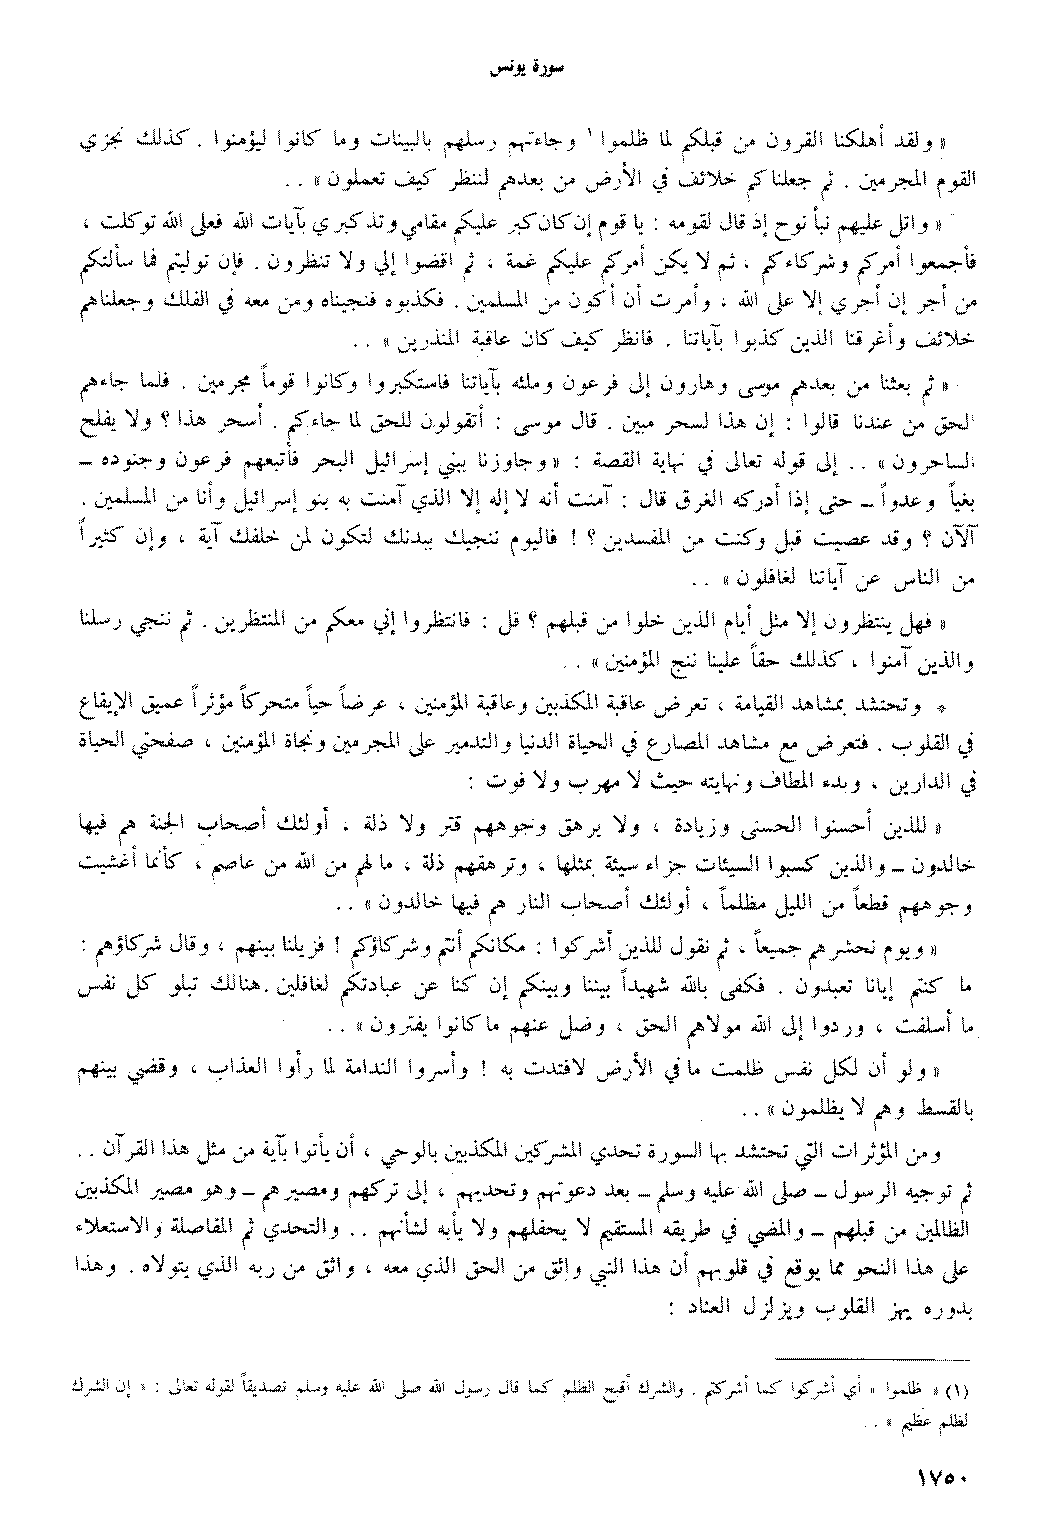 سورة يونس
« ولقد أهلكنا القرون من قبلكم لما ظلموا ١ وجاءتهم رسلهم بالبينات وما كانوا ليؤمنوا . كذلك نجزي
القوم المجرمين . ثم جعلناكم خلائف في الأرض من بعدهم لننظر كيف تعملون » . .
« واتل عليهم نبأ نوح إذ قال لقومه : يا قوم إن كان كبر عليكم مقامي وتذكيري بآيات الله فعلى الله توكلت ،
فأجمعوا أمركم وشركاءكم ، ثم لا يكن أمركم عليكم غمة ، ثم اقضوا إلي ولا تنظرون . فإن توليتم فما سألتكم
من أجر إن أجري إلا على الله ، وأمرت أن أكون من المسلمين . فكذبوه فنجيناه ومن معه في الفلك وجعلناهم
خلائف وأغرقنا الذين كذبوا بآياتنا . فانظر كيف كان عاقبة المنذرين » . .
« ثم بعثنا من بعدهم موسى وهارون إلى فرعون وملئه بآياتنا فاستكبروا وكانوا قوماً مجرمين . فلما جاءهم
الحق من عندنا قالوا : إن هذا لسحر مبين . قال موسى : أتقولون للحق لما جاءكم . أسحر هذا ؟ ولا يفلح
الساحرون » . . إلى قوله تعالى في نهاية القصة : « وجاوزنا ببني إسرائيل البحر فأتبعهم فرعون وجنوده –
بغياً وعدواً – حتى إذا أدركه الغرق قال : آمنت أنه لا إله إلا الذي آمنت به بنو إسرائيل وأنا من المسلمين .
آلآن ؟ وقد عصيت قبل وكنت من المفسدين ؟ ! فاليوم ننجيك ببدنك لتكون لمن خلفك آية ، وإن كثيراً
من الناس عن آياتنا لغافلون » . .
« فهل ينتظرون إلا مثل أيام الذين خلوا من قبلهم ؟ قل : فانتظروا إني معكم من المنتظرين . ثم ننجي رسلنا
والذين آمنوا ، كذلك حقاً علينا ننج المؤمنين » . .
* وتحتشد بمشاهد القيامة ، تعرض عاقبة المكذبين وعاقبة المؤمنين ، عرضاً حياً متحركاً مؤثراً عميق الإيقاع
في القلوب . فتعرض مع مشاهد المصارع في الحياة الدنيا والتدمير على المجرمين ونجاة المؤمنين ، صفحتي الحياة
في الدارين ، وبدء المطاف ونهايته حيث لا مهرب ولا فوت :
« للذين أحسنوا الحسنى وزيادة ، ولا يرهق وجوههم قتر ولا ذلة ، أولئك أصحاب الجنة هم فيها
خالدون – والذين كسبوا السيئات جزاء سيئة بمثلها ، وترهقهم ذلة ، ما لهم من الله من عاصم ، كأنما أغشيت
وجوههم قطعاً من الليل مظلماً ، أولئك أصحاب النار هم فيها خالدون » . .
« ويوم نحشرهم جميعاً ، ثم نقول للذين أشركوا : مكانكم أنتم وشركاؤكم ! فزيلنا بينهم ، وقال شركاؤهم :
ما كنتم إيانا تعبدون . فكفى بالله شهيداً بيننا وبينكم إن كنا عن عبادتكم لغافلين . هنالك تبلو كل نفس
ما أسلفت ، وردوا إلى الله مولاهم الحق ، وضل عنهم ما كانوا يفترون » . .
« ولو أن لكل نفس ظلمت ما في الأرض لافتدت به ! وأسروا الندامة لما رأوا العذاب ، وقضي بينهم
بالقسط وهم لا يظلمون » . .
ومن المؤثرات التي تحتشد بها السورة تحدي المشركين المكذبين بالوحي ، أن يأتوا بآية من مثل هذا القرآن . .
ثم توجيه الرسول – صلى الله عليه وسلم – بعد دعوتهم وتحديهم ، إلى تركهم ومصيرهم – وهو مصير المكذبين
الظالمين من قبلهم – والمضي في طريقه المستقيم لا يحفلهم ولا يأبه لشأنهم . . والتحدي ثم المفاصلة والاستعلاء
على هذا النحو مما يوقع في قلوبهم أن هذا النبي واثق من الحق الذي معه ، واثق من ربه الذي يتولاه . وهذا
بدوره يهز القلوب ويزلزل العناد :
(١) « ظلموا » أي أشركوا كما أشركتم . والشرك أقبح الظلم كما قال رسول الله صلى الله عليه وسلم تصديقاً لقوله تعالى : « إن الشرك
لظلم عظيم » . .
١٧٥٠